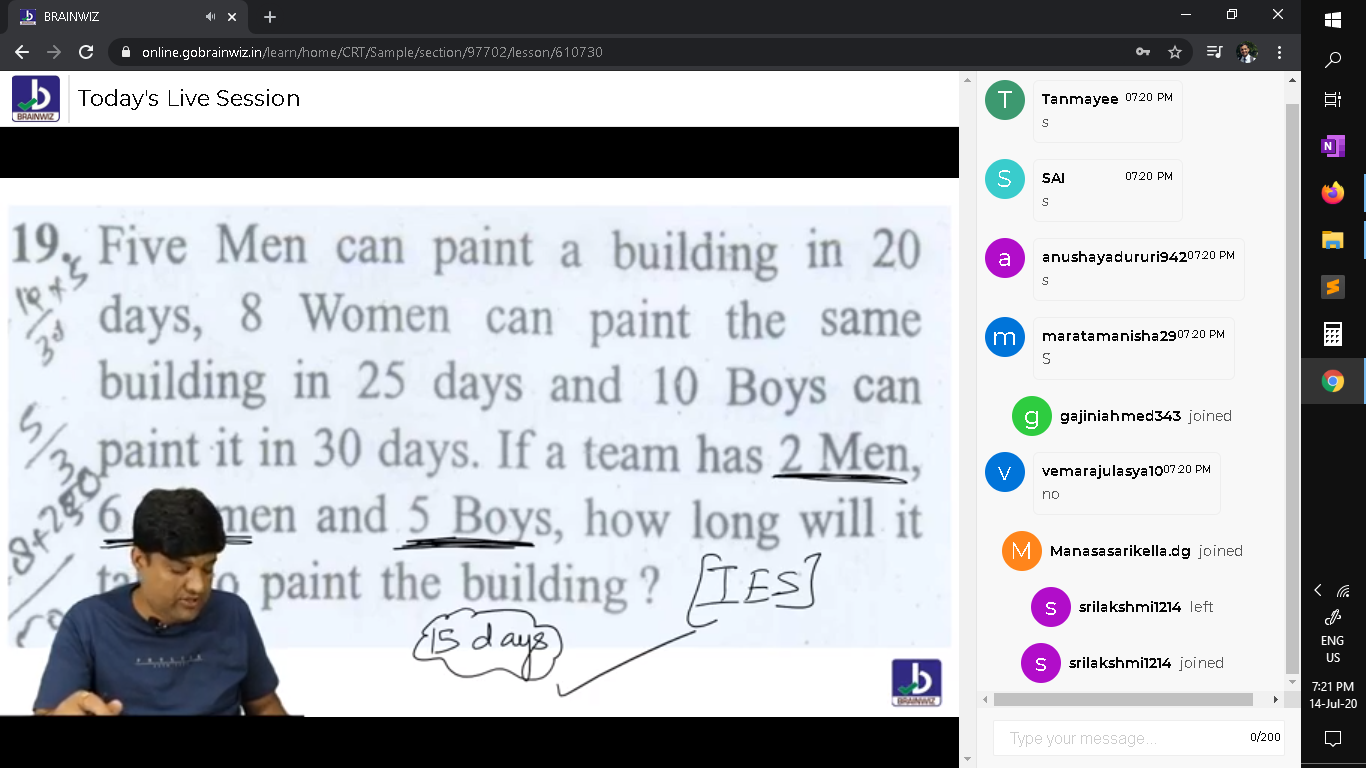 BRAINWIZ
online.gobrainwiz.in/learn/home/CRT/Sample/section/97702/lesson/610730
b
BRAINWIZ
Today's Live Session
19. Five Men can paint a building in 20
days, 8 Women can paint the same
building in 25 days and 10 Boys can
paint it in 30 days. If a team has 2 Men,
6 men and 5 Boys, how long will it
to paint the building ?
[IES]
15 days
b
BRAINWIZ
T
Tanmayee 07:20 PM
s
S
SAI 07:20 PM
s
a
anushayadururi942 07:20 PM
s
m
maratamanisha29 07:20 PM
S
g
gajiniahmed343 joined
v
vemarajulasya10 07:20 PM
no
M
Manasasarikella.dg joined
s
srilakshmi1214 left
s
srilakshmi1214 joined
Type your message...
0/200
N
ENG
US
7:21 PM
14-Jul-20